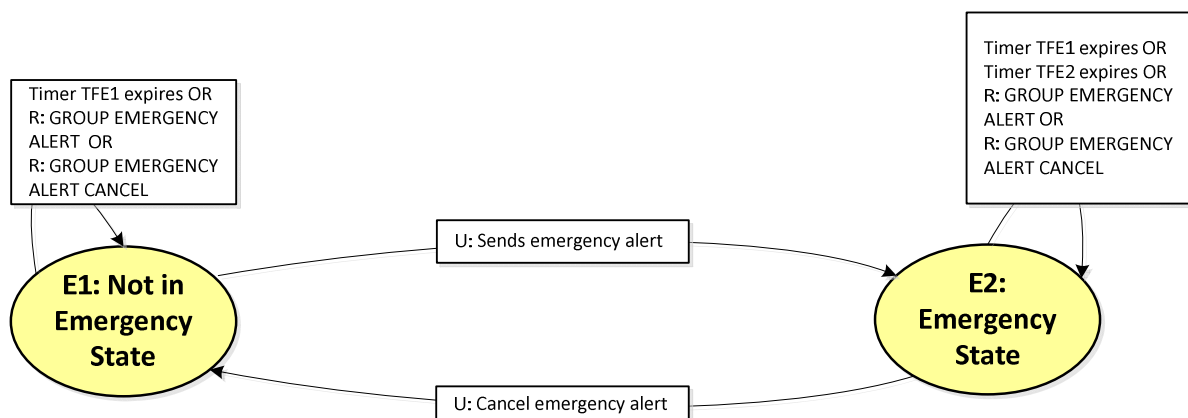 Timer TFE1 expires OR
R: GROUP EMERGENCY
ALERT OR
R: GROUP EMERGENCY
ALERT CANCEL
Timer TFE1 expires OR
Timer TFE2 expires OR
R: GROUP EMERGENCY
ALERT OR
R: GROUP EMERGENCY
ALERT CANCEL
U: Sends emergency alert
E1: Not in
Emergency
State
E2:
Emergency
State
U: Cancel emergency alert